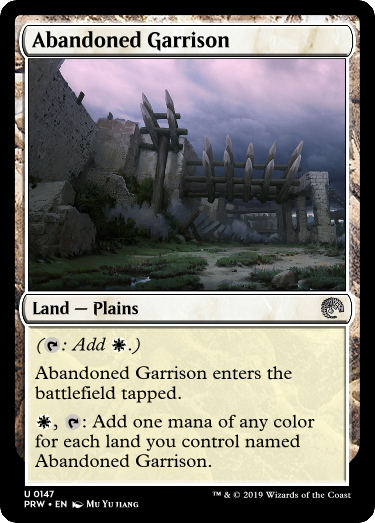 Abandoned Garrison
Land — Plains
(: Add .)
Abandoned Garrison enters the
battlefield tapped.
, : Add one mana of any color
for each land you control named
Abandoned Garrison.
U 0147
PRW • EN Mu Yu jiang
™ & © 2019 Wizards of the Coast